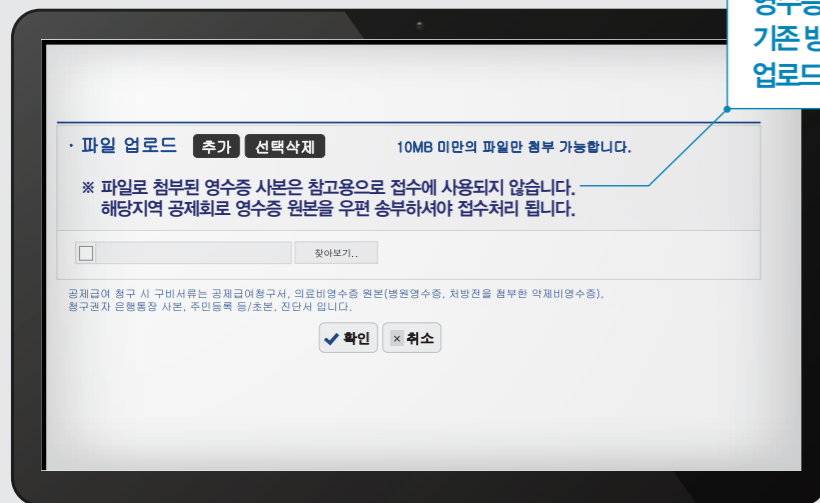 기존
업로드
· 파일 업로드 추가 선택삭제 10MB 미만의 파일만 첨부 가능합니다.
※ 파일로 첨부된 영수증 사본은 참고용으로 접수에 사용되지 않습니다.
해당지역 공제회로 영수증 원본을 우편 송부하셔야 접수처리 됩니다.
찾아보기..
공제급여 청구 시 구비서류는 공제급여청구서, 의료비영수증 원본(병원영수증, 처방전을 첨부한 약제비영수증),
청구권자 은행통장 사본, 주민등록 등/초본, 진단서 입니다.
확인 × 취소